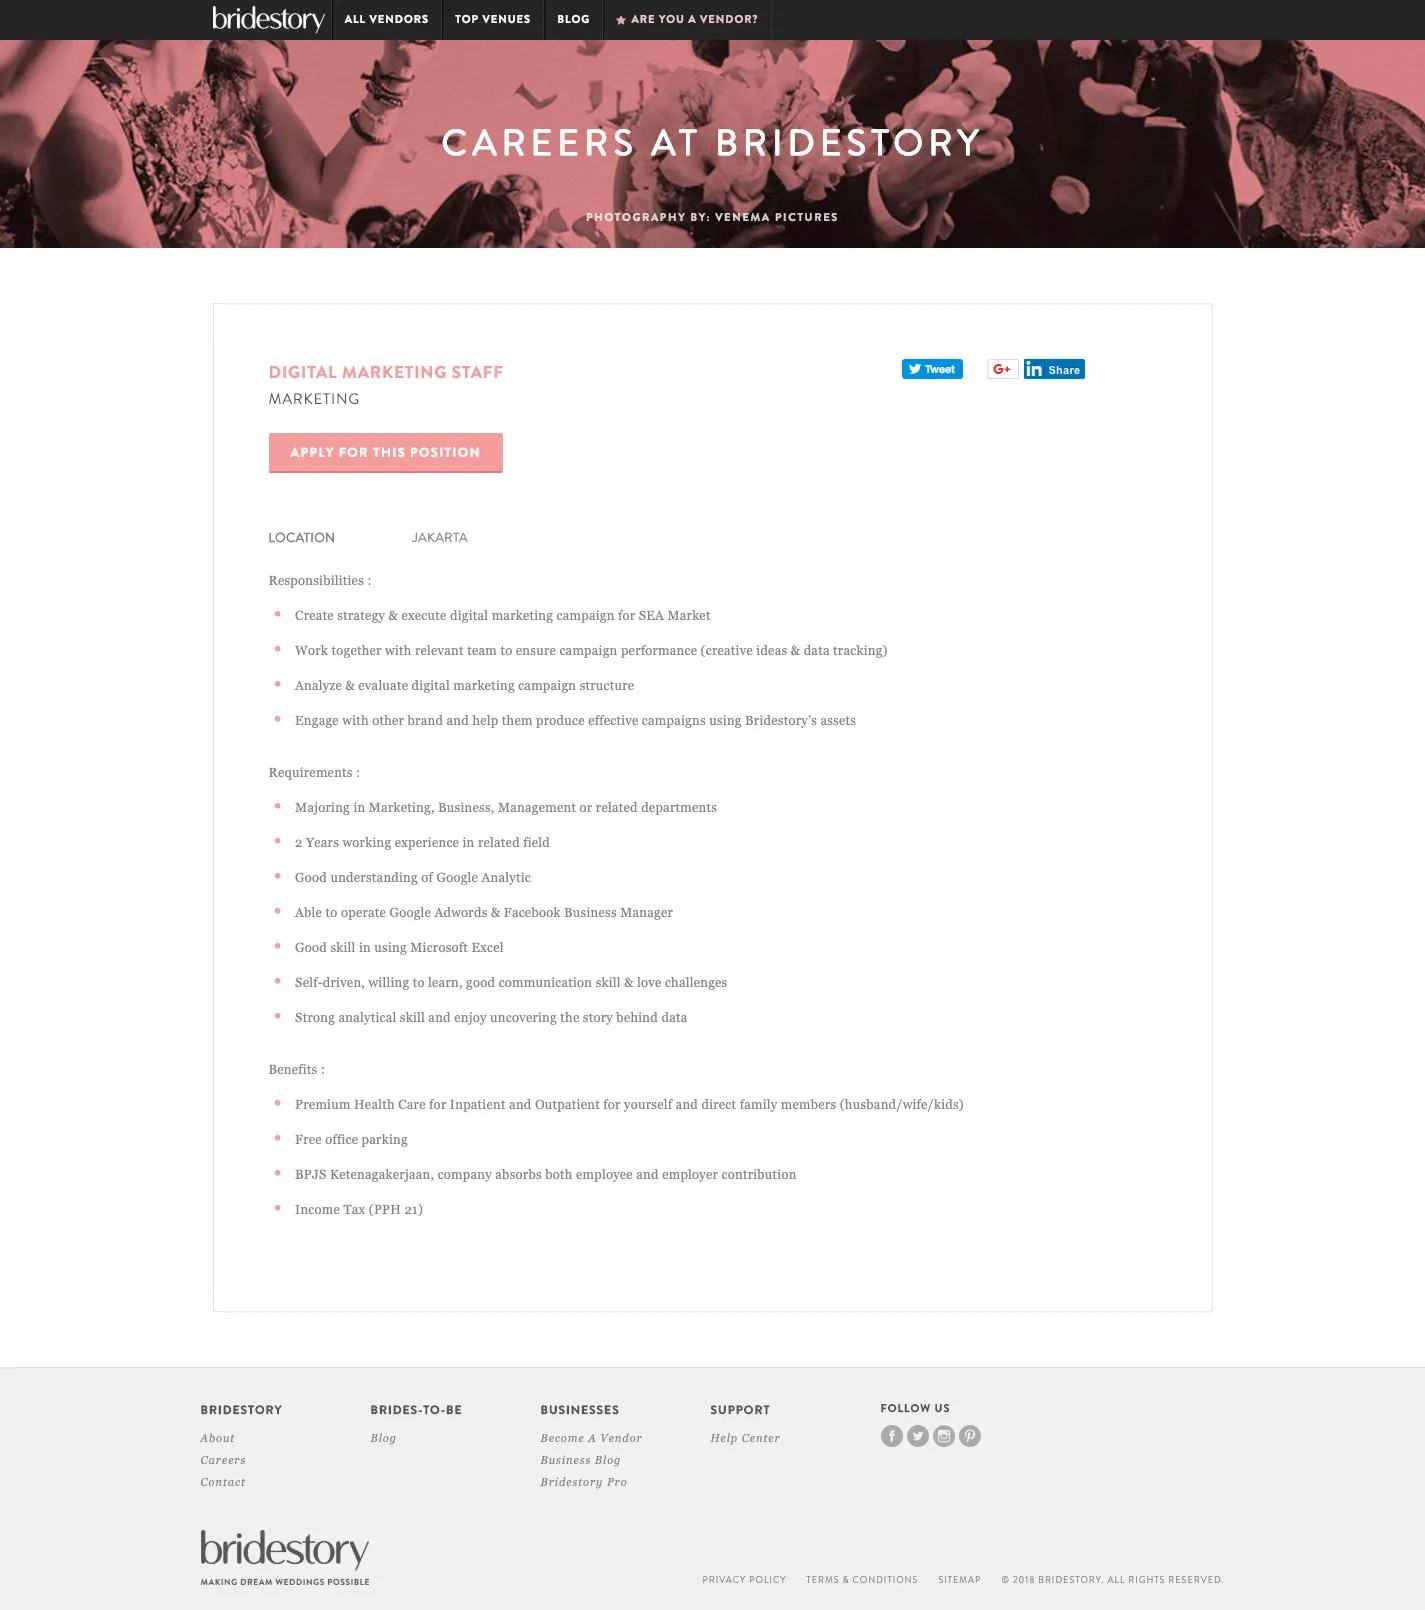 bridestory ALL VENDORS TOP VENUES BLOG ARE YOU A VENDOR?
CAREERS AT BRIDESTORY
PHOTOGRAPHY BY: VENEMA PICTURES
DIGITAL MARKETING STAFF
Tweet G+ in Share
MARKETING
APPLY FOR THIS POSITION
LOCATION JAKARTA
Responsibilities :
Create strategy & execute digital marketing campaign for SEA Market
Work together with relevant team to ensure campaign performance (creative ideas & data tracking)
Analyze & evaluate digital marketing campaign structure
Engage with other brand and help them produce effective campaigns using Bridestory's assets
Requirements :
Majoring in Marketing, Business, Management or related departments
2 Years working experience in related field
Good understanding of Google Analytic
Able to operate Google Adwords & Facebook Business Manager
Good skill in using Microsoft Excel
Self-driven, willing to learn, good communication skill & love challenges
Strong analytical skill and enjoy uncovering the story behind data
Benefits :
Premium Health Care for Inpatient and Outpatient for yourself and direct family members (husband/wife/kids)
Free office parking
BPJS Ketenagakerjaan, company absorbs both employee and employer contribution
Income Tax (PPH 21)
BRIDESTORY
About
Careers
Contact
BRIDES-TO-BE
Blog
BUSINESSES
Become A Vendor
Business Blog
Bridestory Pro
SUPPORT
Help Center
FOLLOW US
bridestory
MAKING DREAM WEDDINGS POSSIBLE
PRIVACY POLICY TERMS & CONDITIONS SITEMAP © 2018 BRIDESTORY. ALL RIGHTS RESERVED.